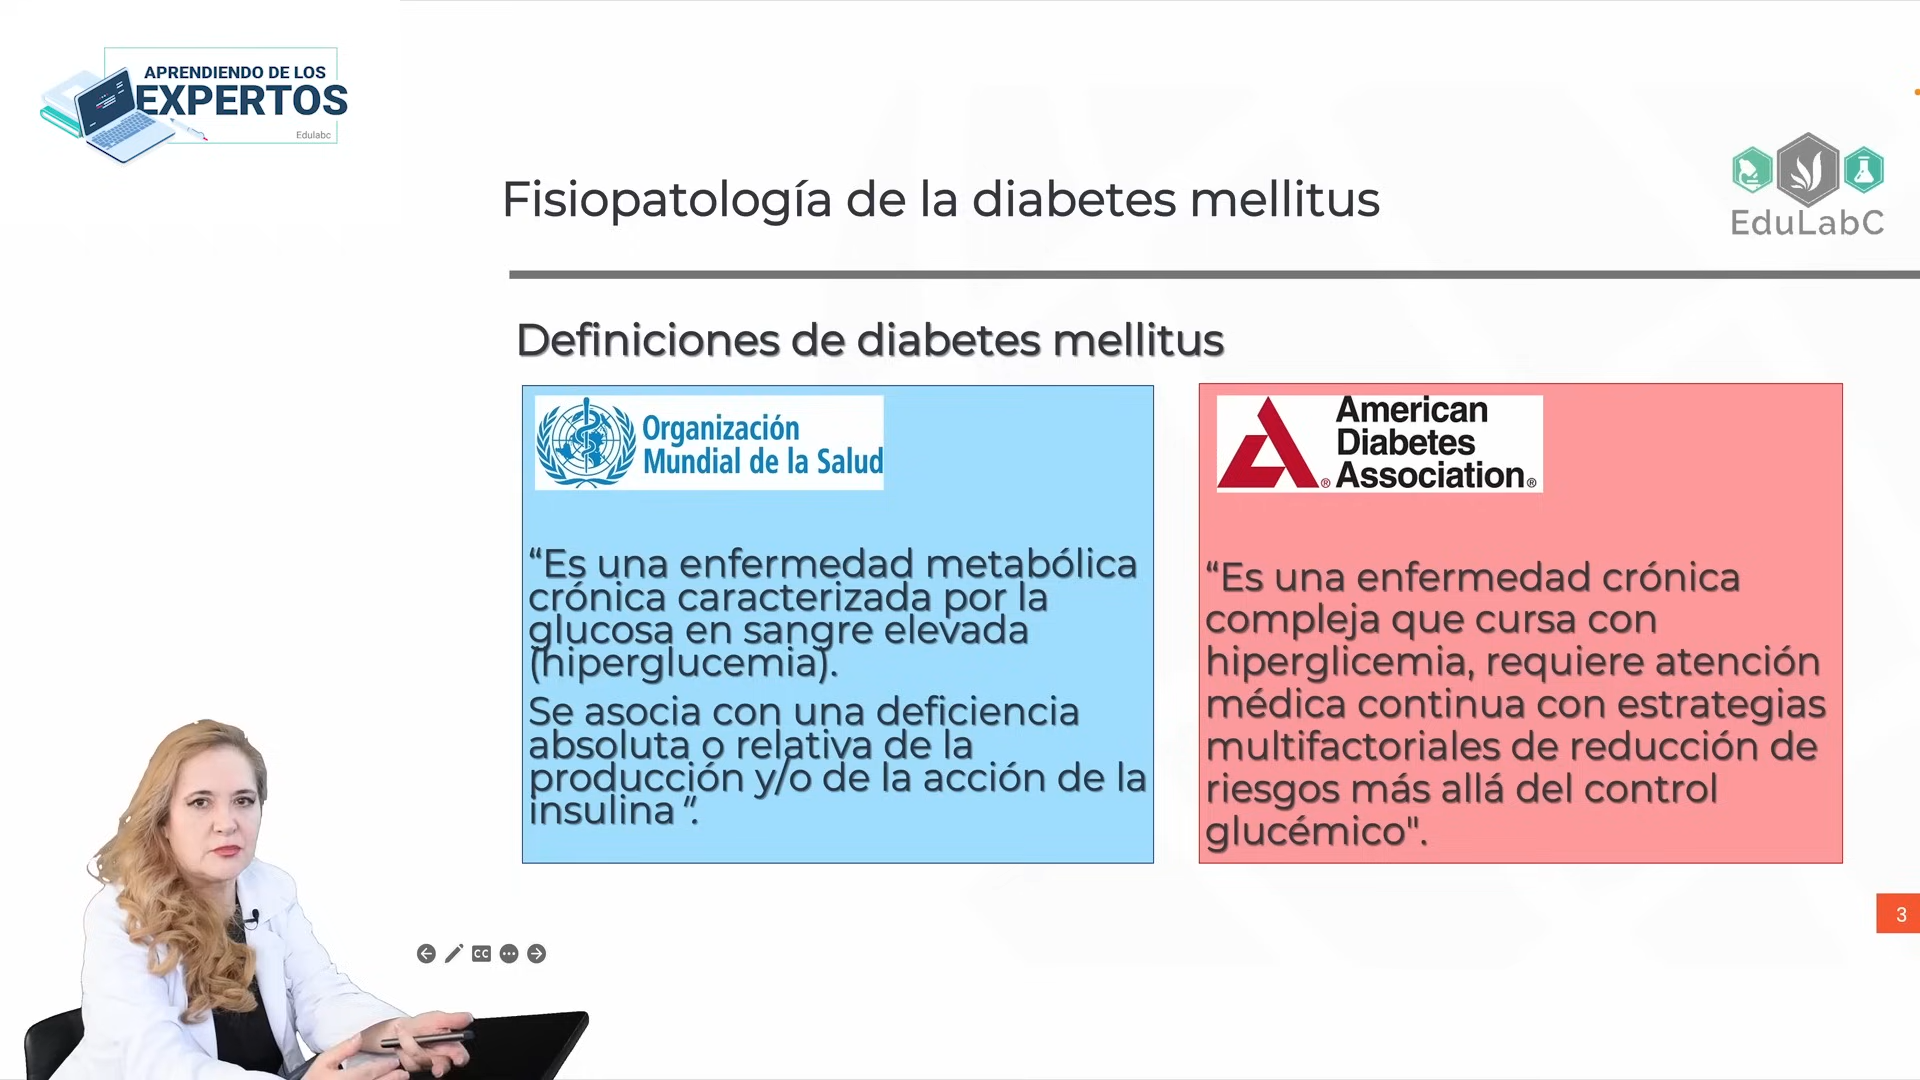 APRENDIENDO DE LOS
EXPERTOS
Edulabc
Fisiopatología de la diabetes mellitus
EduLabC
Definiciones de diabetes mellitus
Organización
Mundial de la Salud
“Es una enfermedad metabólica
crónica caracterizada por la
glucosa en sangre elevada
(hiperglucemia).
Se asocia con una deficiencia
absoluta o relativa de la
producción y/o de la acción de la
insulina ”.
American
Diabetes
® Association®
“Es una enfermedad crónica
compleja que cursa con
hiperglicemia, requiere atención
médica continua con estrategias
multifactoriales de reducción de
riesgos más allá del control
glucémico".
3
CC